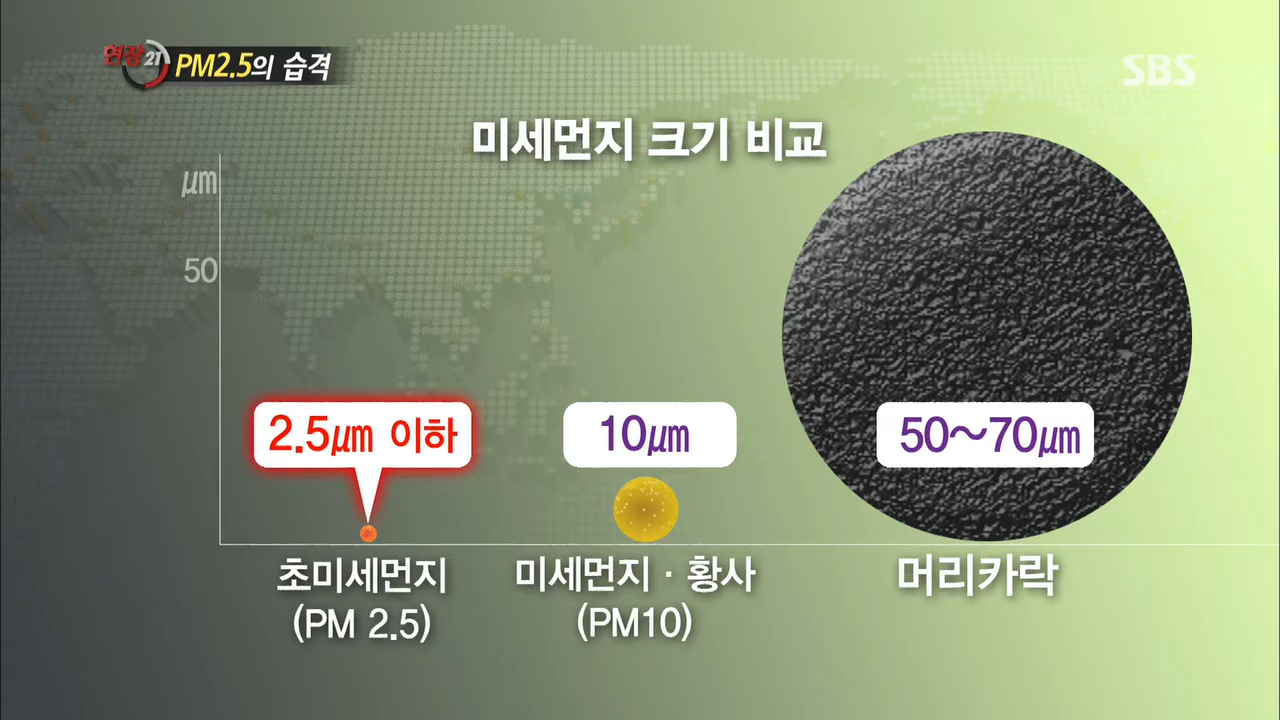 현장21
PM2.5의 습격
SBS
미세먼지 크기 비교
㎛
50
2.5㎛ 이하
10㎛
50~70㎛
초미세먼지
(PM 2.5)
미세먼지 · 황사
(PM10)
머리카락